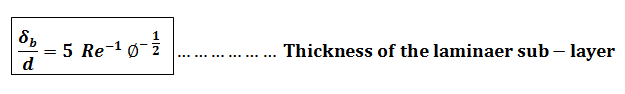 δ_b/d = 5 Re^-1 Ø^-1/2 .................. Thickness of the laminaer sub − layer